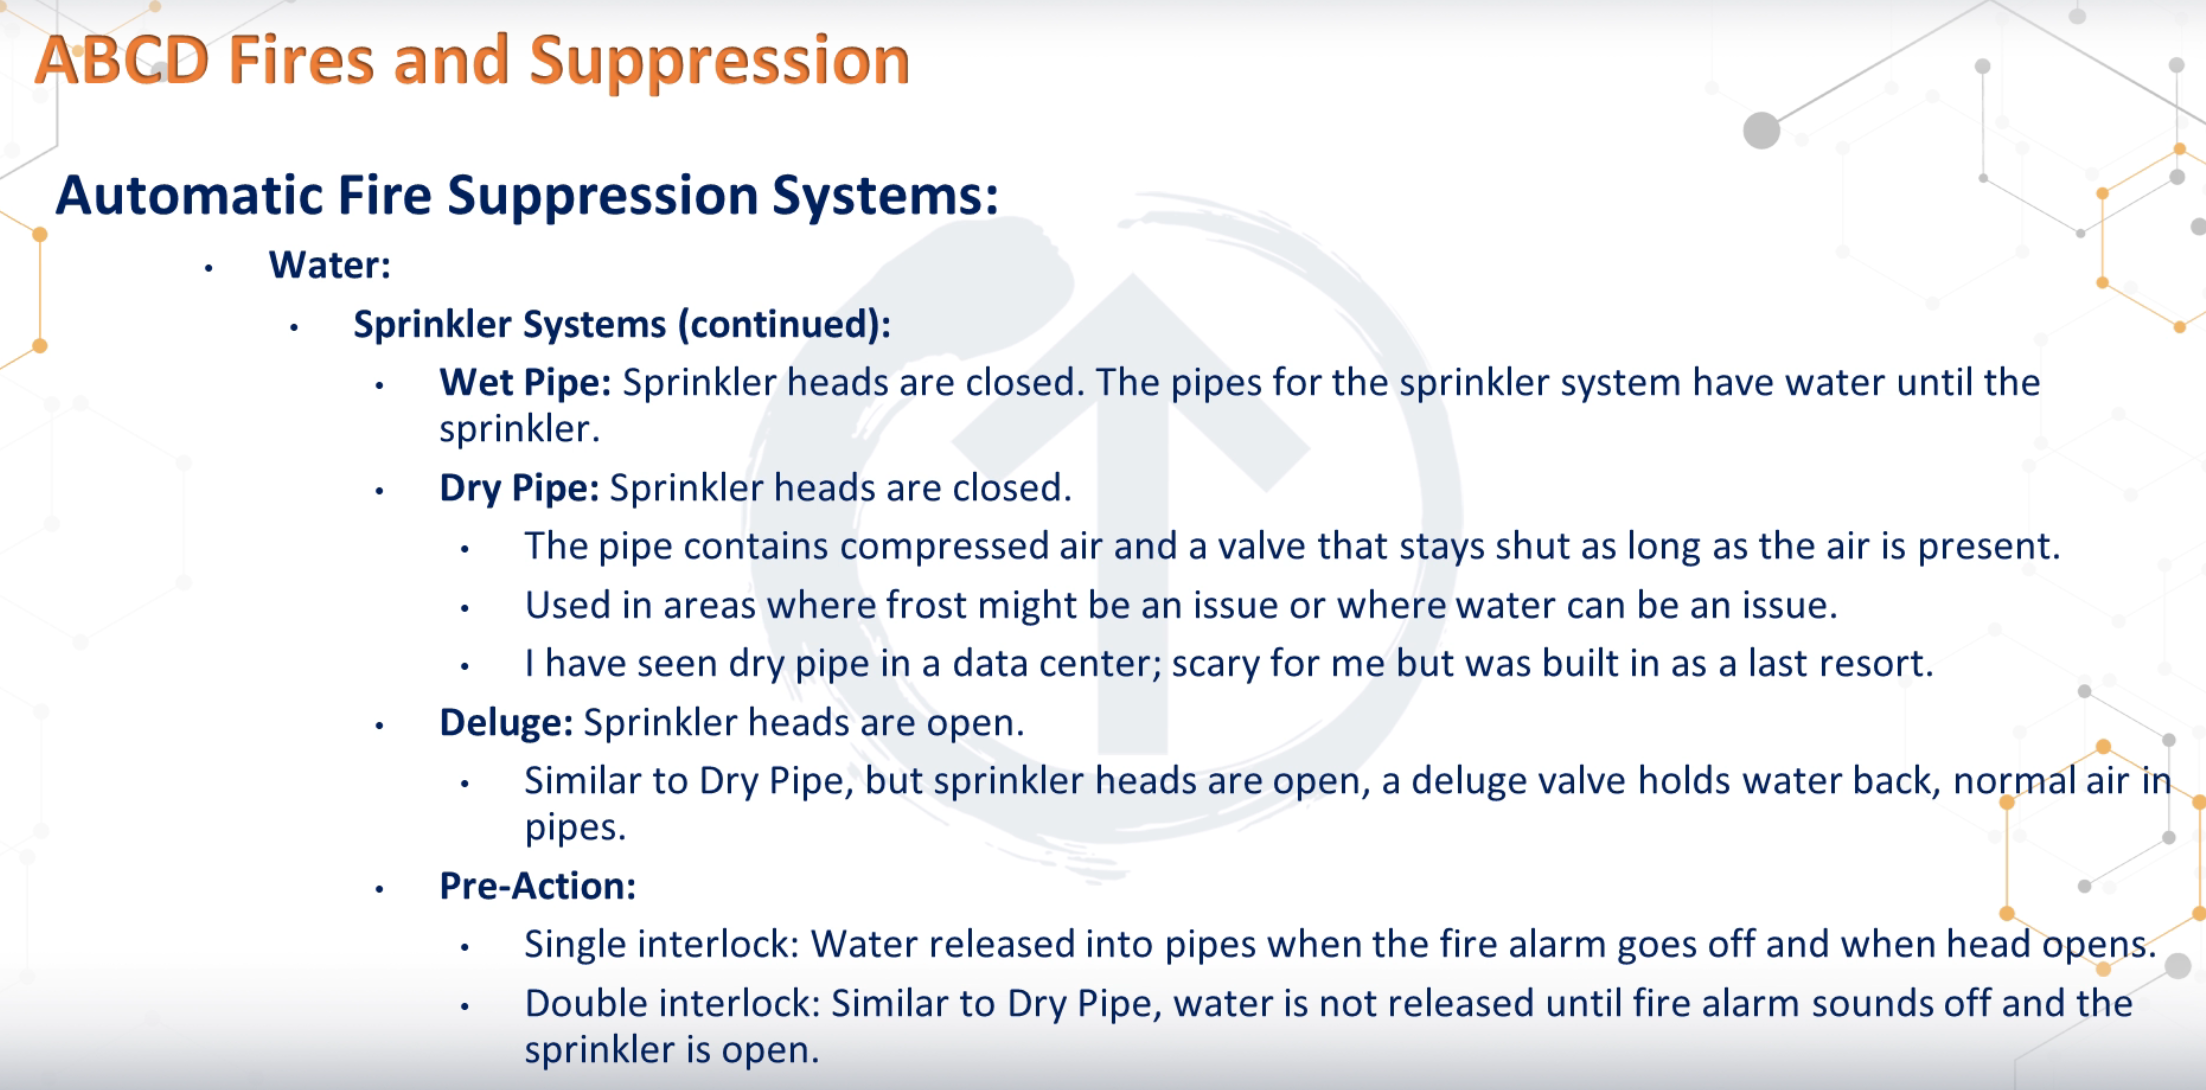 ABCD Fires and Suppression
Automatic Fire Suppression Systems:
• Water:
• Sprinkler Systems (continued):
• Wet Pipe: Sprinkler heads are closed. The pipes for the sprinkler system have water until the
sprinkler.
• Dry Pipe: Sprinkler heads are closed.
• The pipe contains compressed air and a valve that stays shut as long as the air is present.
• Used in areas where frost might be an issue or where water can be an issue.
• I have seen dry pipe in a data center; scary for me but was built in as a last resort.
• Deluge: Sprinkler heads are open.
• Similar to Dry Pipe, but sprinkler heads are open, a deluge valve holds water back, normal air in
pipes.
• Pre-Action:
• Single interlock: Water released into pipes when the fire alarm goes off and when head opens.
• Double interlock: Similar to Dry Pipe, water is not released until fire alarm sounds off and the
sprinkler is open.